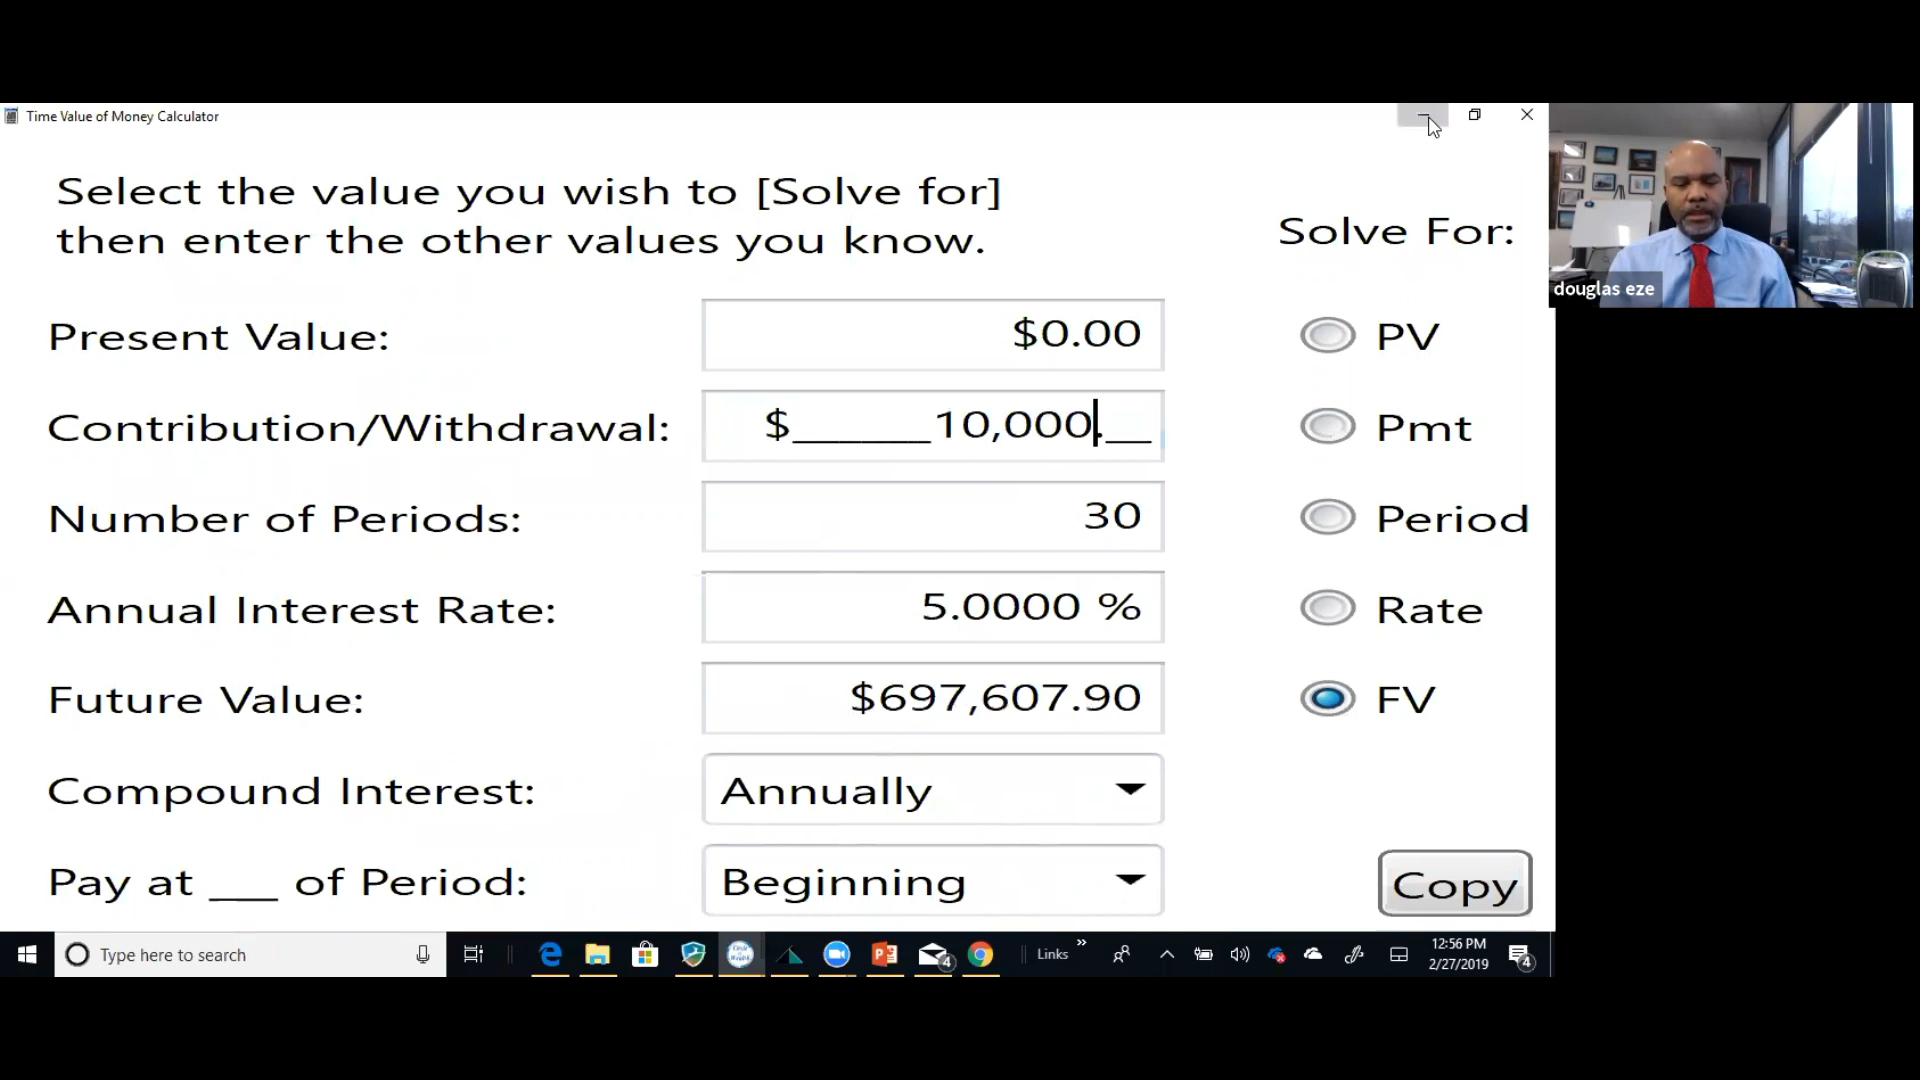 Time Value of Money Calculator
Select the value you wish to [Solve for]
then enter the other values you know.
Solve For:
douglas eze
Present Value:
$0.00
PV
Contribution/Withdrawal:
$______10,000.__
Pmt
Number of Periods:
30
Period
Annual Interest Rate:
5.0000 %
Rate
Future Value:
$697,607.90
FV
Compound Interest:
Annually
Pay at ___ of Period:
Beginning
Copy
Type here to search
4
Links
12:56 PM
2/27/2019
4